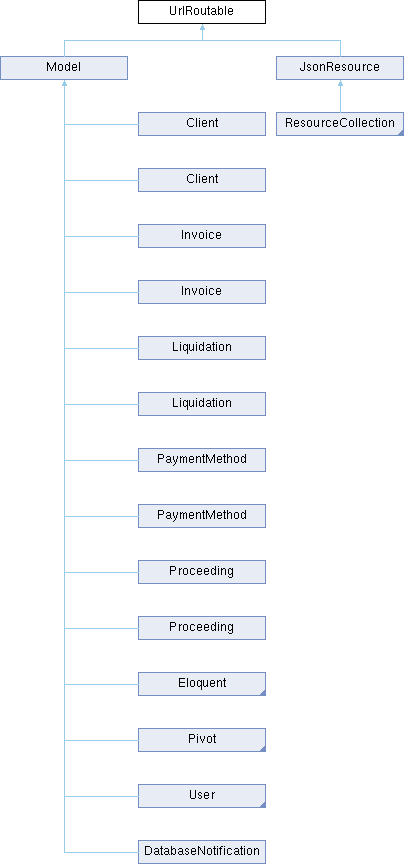 UrlRoutable
Model
JsonResource
Client
ResourceCollection
Client
Invoice
Invoice
Liquidation
Liquidation
PaymentMethod
PaymentMethod
Proceeding
Proceeding
Eloquent
Pivot
User
DatabaseNotification